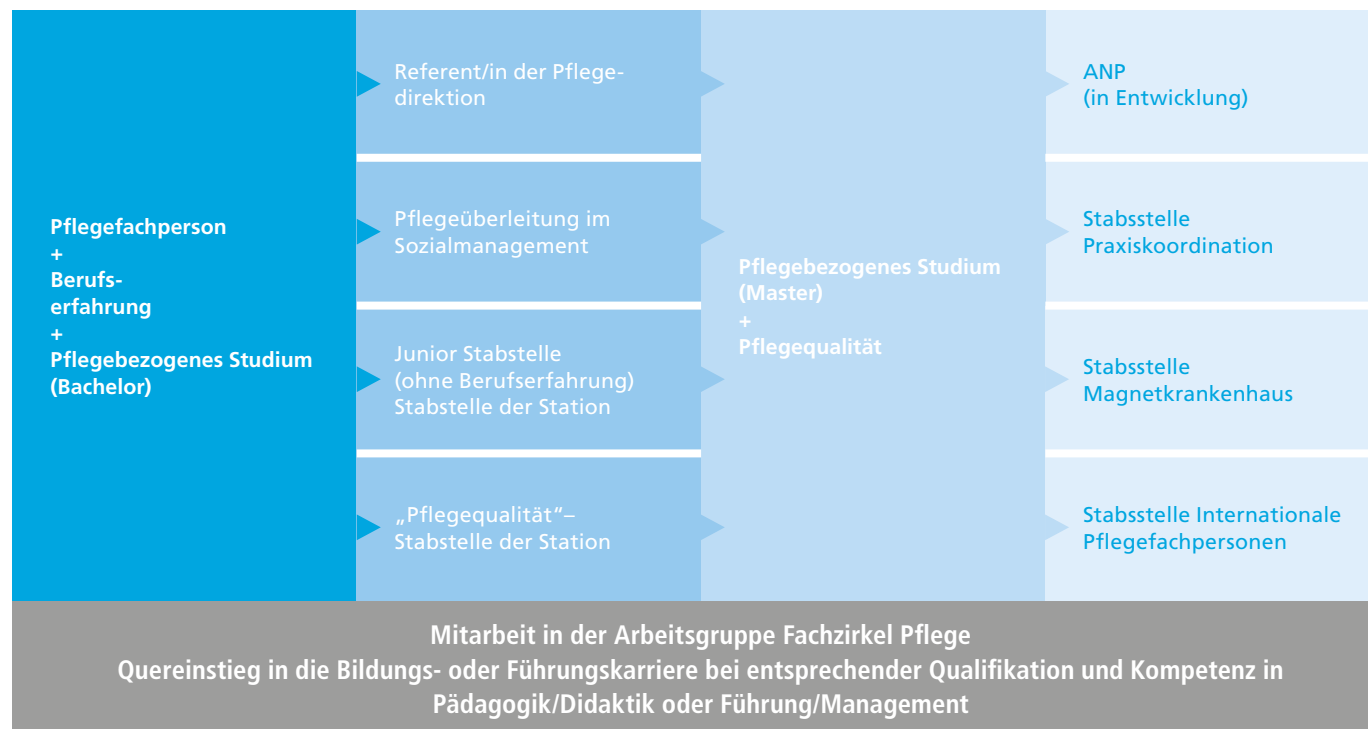 Pflegefachperson
+
Berufs-
erfahrung
+
Pflegebezogenes Studium
(Bachelor)
Referent/in der Pflege-
direktion
Pflegeüberleitung im
Sozialmanagement
Junior Stabstelle
(ohne Berufserfahrung)
Stabstelle der Station
„Pflegequalität“–
Stabstelle der Station
Pflegebezogenes Studium
(Master)
+
Pflegequalität
ANP
(in Entwicklung)
Stabsstelle
Praxiskoordination
Stabsstelle
Magnetkrankenhaus
Stabsstelle Internationale
Pflegefachpersonen
Mitarbeit in der Arbeitsgruppe Fachzirkel Pflege
Quereinstieg in die Bildungs- oder Führungskarriere bei entsprechender Qualifikation und Kompetenz in
Pädagogik/Didaktik oder Führung/Management